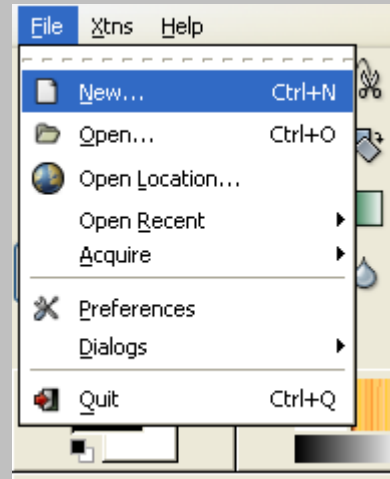 File Xtns Help
New... Ctrl+N
Open... Ctrl+O
Open Location...
Open Recent
Acquire
Preferences
Dialogs
Quit Ctrl+Q